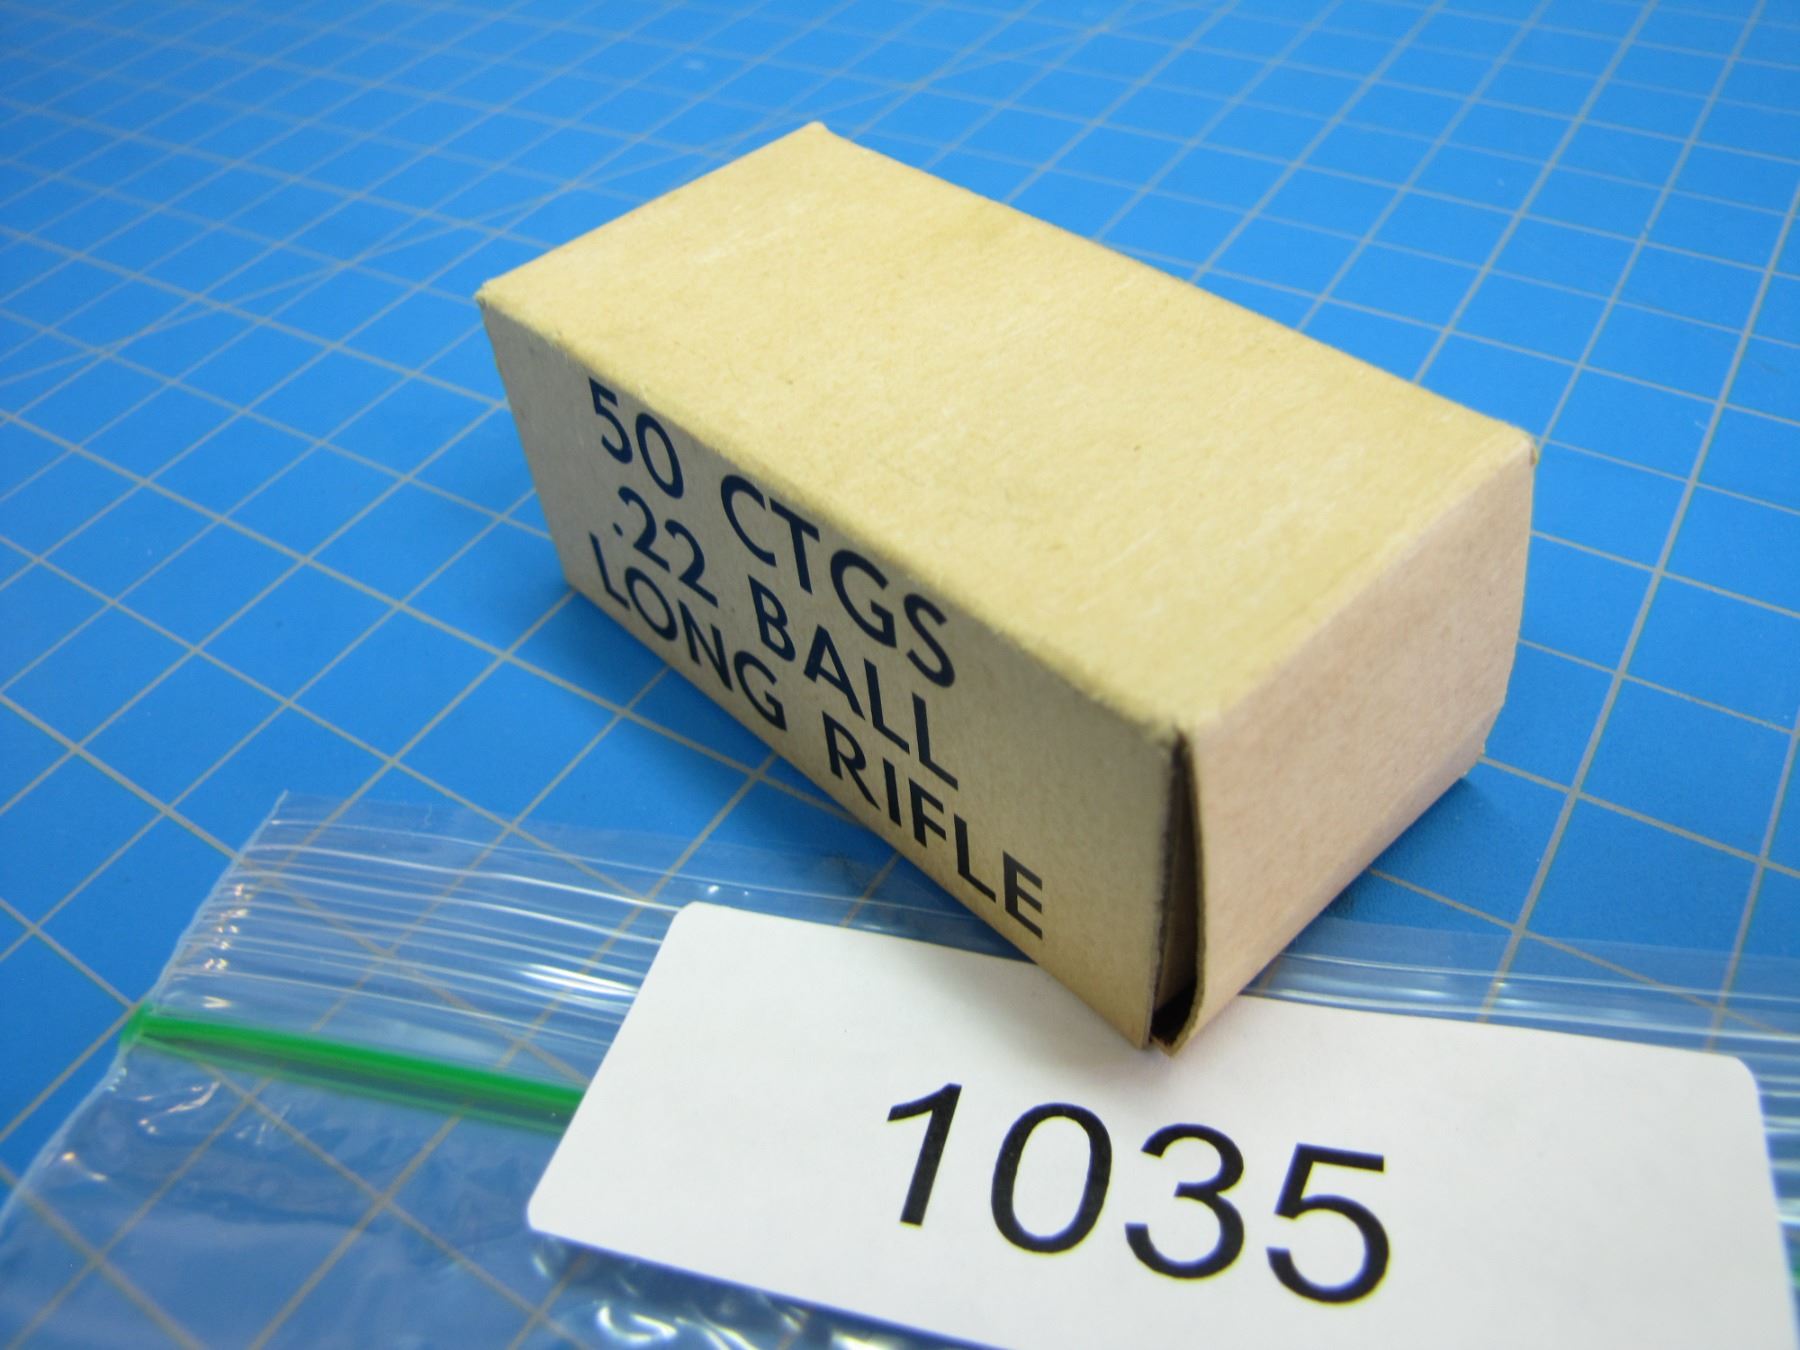 50 CTGS
.22 BALL
LONG RIFLE
1035